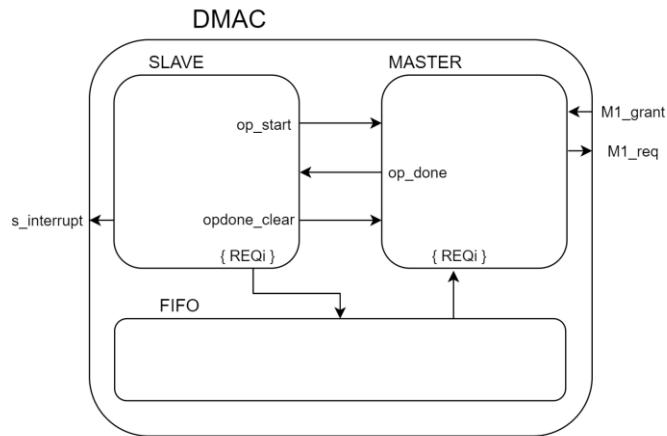 DMAC
SLAVE
MASTER
op_start
M1_grant
M1_req
op_done
s_interrupt
opdone_clear
{ REQi }
{ REQi }
FIFO